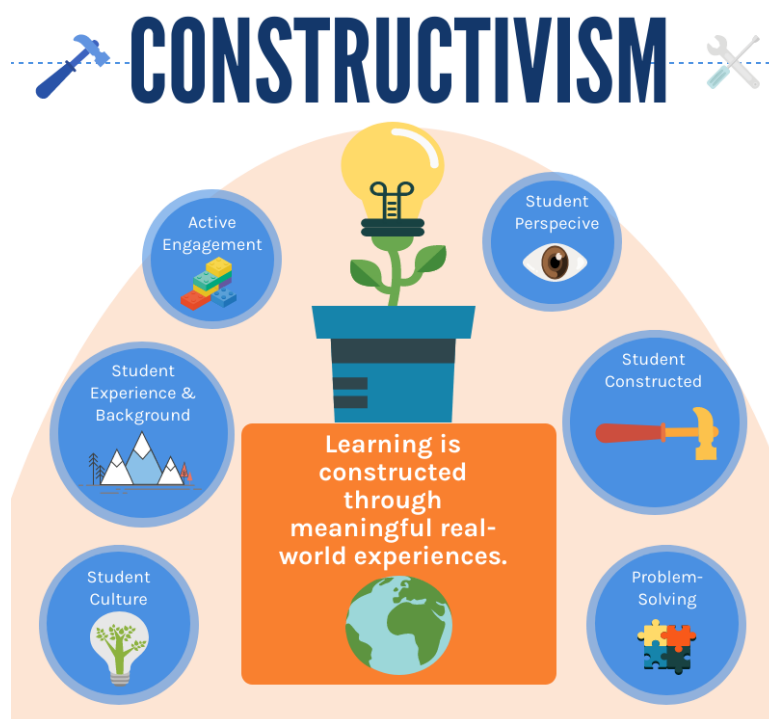 CONSTRUCTIVISM
Active
Engagement
Student
Perspecive
Student
Experience &
Background
Student
Constructed
Learning is
constructed
through
meaningful real-
world experiences.
Student
Culture
Problem-
Solving